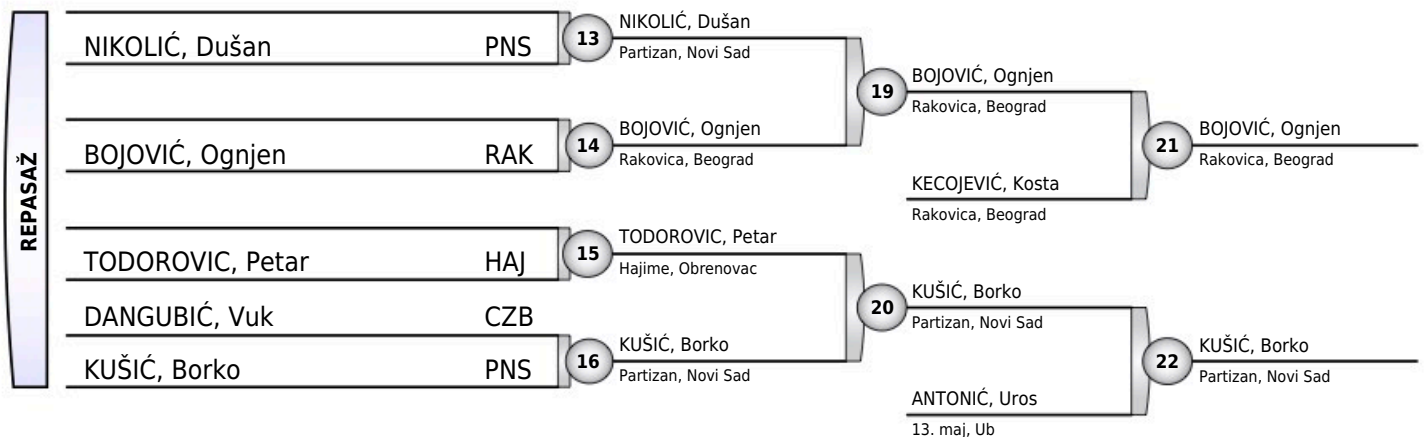 REPASAŽ
NIKOLIĆ, Dušan PNS
13
NIKOLIĆ, Dušan
Partizan, Novi Sad
BOJOVIĆ, Ognjen RAK
14
BOJOVIĆ, Ognjen
Rakovica, Beograd
19
BOJOVIĆ, Ognjen
Rakovica, Beograd
KECOJEVIĆ, Kosta
Rakovica, Beograd
21
BOJOVIĆ, Ognjen
Rakovica, Beograd
TODOROVIC, Petar HAJ
15
TODOROVIC, Petar
Hajime, Obrenovac
DANGUBIĆ, Vuk CZB
KUŠIĆ, Borko PNS
16
KUŠIĆ, Borko
Partizan, Novi Sad
20
KUŠIĆ, Borko
Partizan, Novi Sad
ANTONIĆ, Uros
13. maj, Ub
22
KUŠIĆ, Borko
Partizan, Novi Sad